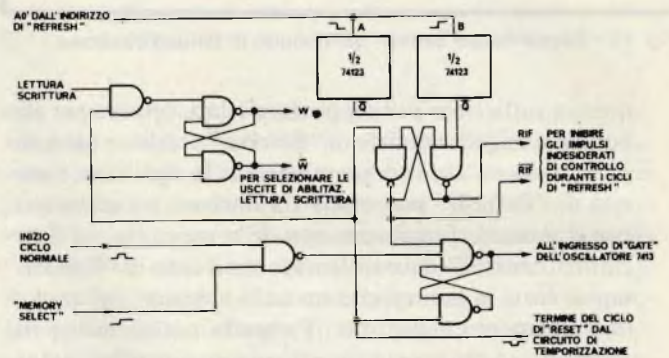 A0' DALL'INDIRIZZO
DI "REFRESH"
A
B
1/2
74123
1/2
74123
Q̅
Q̅
LETTURA
SCRITTURA
W̅
PER SELEZIONARE LE
USCITE DI ABILITAZ.
LETTURA SCRITTURA
RIF
R̅I̅F̅
PER INIBIRE
GLI IMPULSI
INDESIDERATI
DI CONTROLLO
DURANTE I CICLI
DI "REFRESH"
INIZIO
CICLO
NORMALE
ALL'INGRESSO DI "GATE"
DELL'OSCILLATORE 7413
"MEMORY
SELECT"
TERMINE DEL CICLO
DI "RESET" DAL
CIRCUITO DI
TEMPORIZZAZIONE